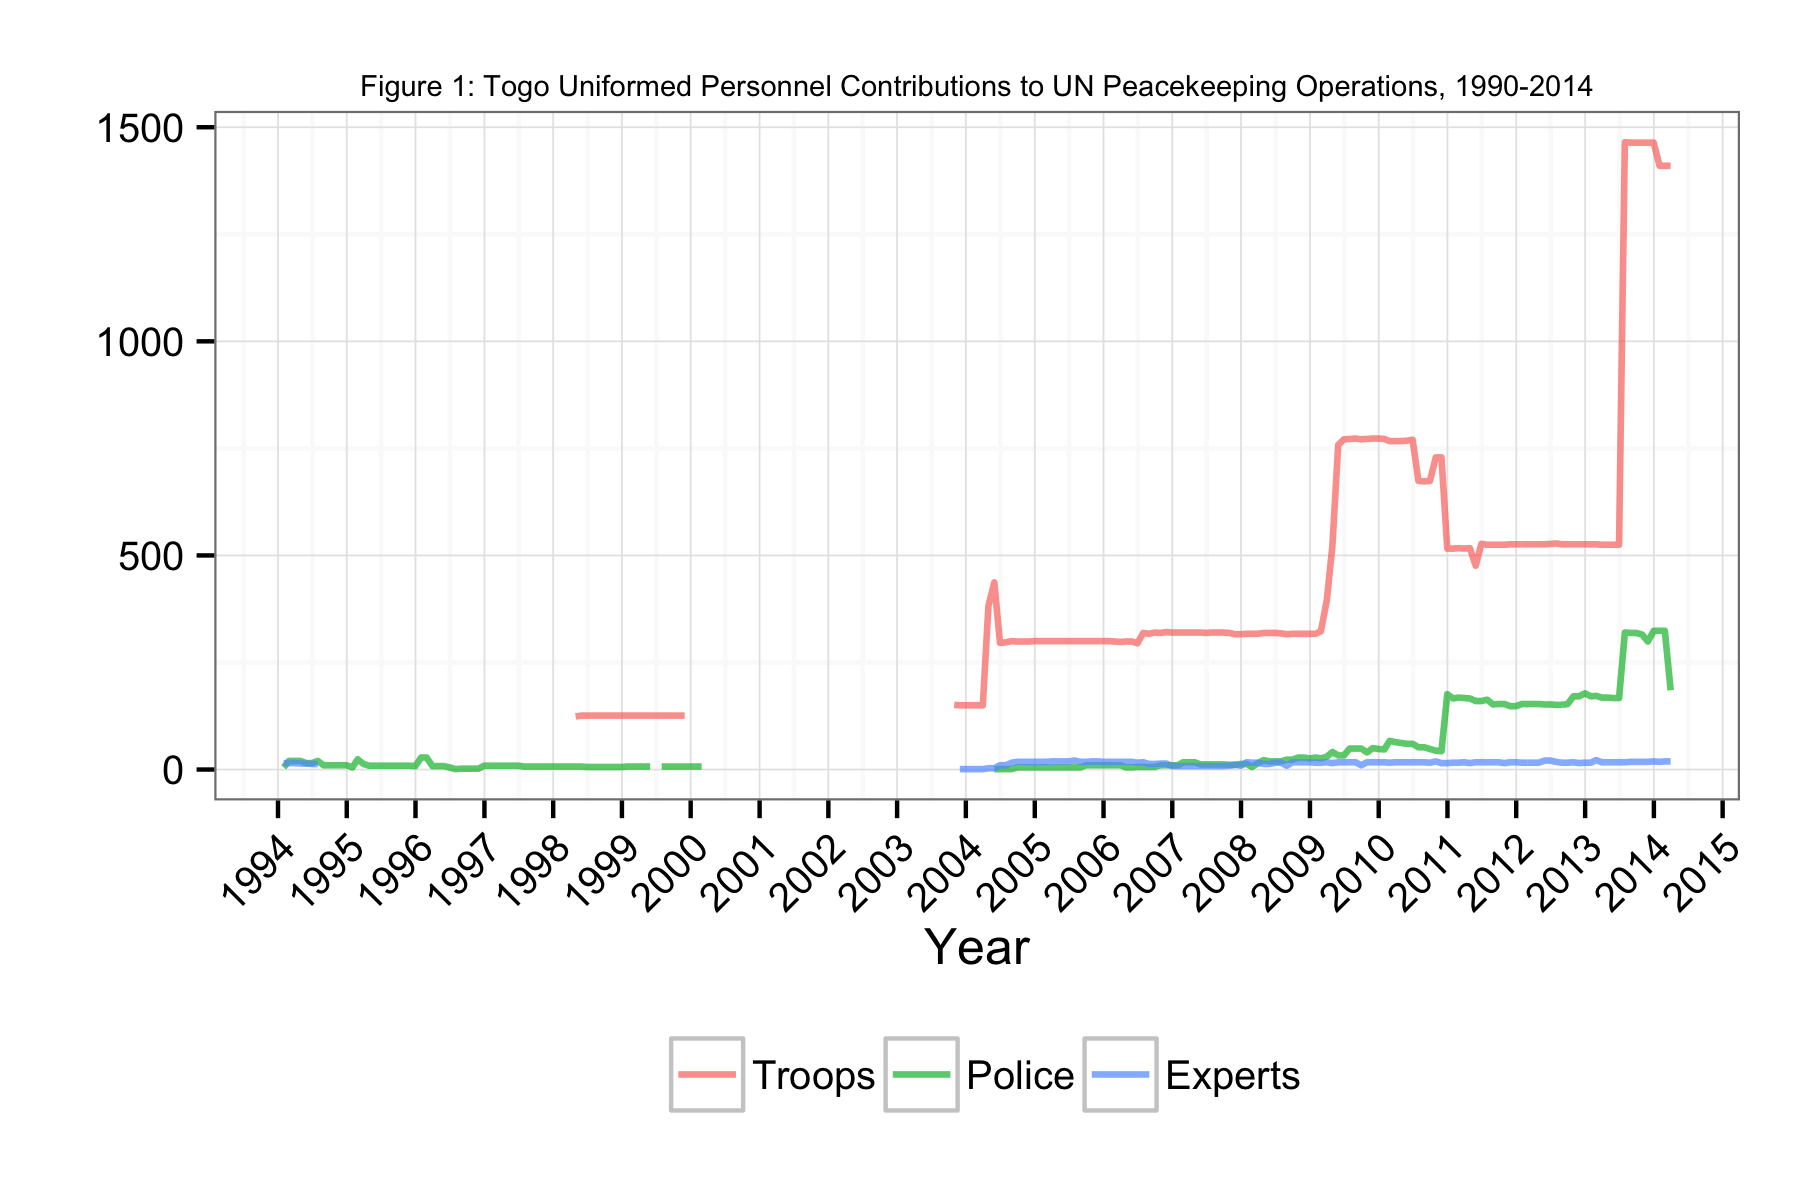 Figure 1: Togo Uniformed Personnel Contributions to UN Peacekeeping Operations, 1990-2014
1500
1000
500
0
1994 1995 1996 1997 1998 1999 2000 2001 2002 2003 2004 2005 2006 2007 2008 2009 2010 2011 2012 2013 2014 2015
Year
Troops Police Experts